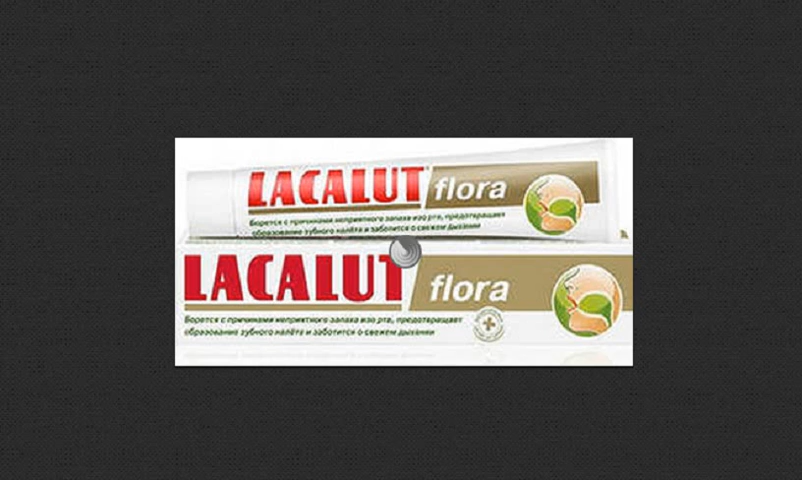 LACALUT flora
Борется с причинами неприятного запаха изо рта, предотвращает
образование зубного налёта и заботится о свежем дыхании
LACALUT flora
Борется с причинами неприятного запаха изо рта, предотвращает
образование зубного налёта и заботится о свежем дыхании